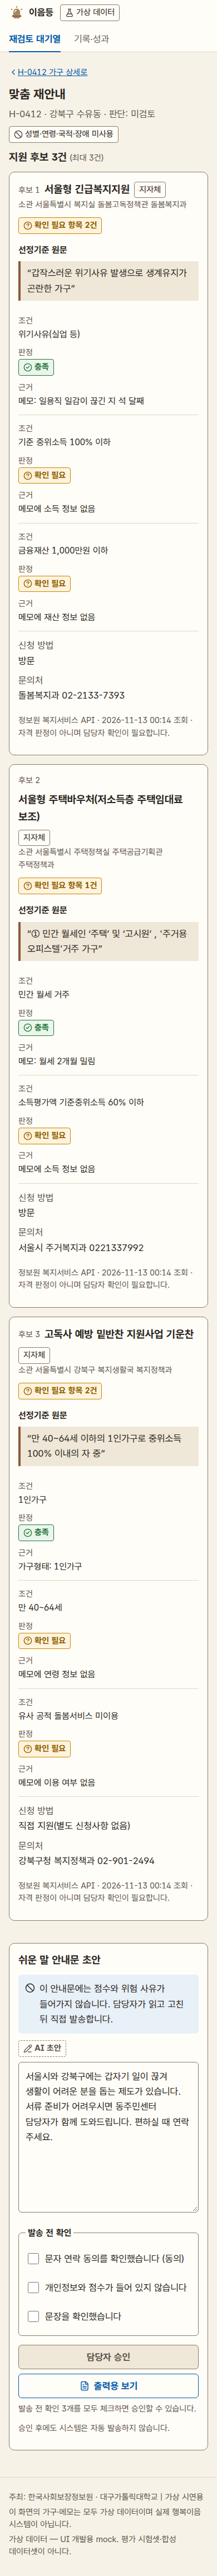 이음등 가상 데이터
재검토 대기열 기록·성과
H-0412 가구 상세로
맞춤 재안내
H-0412 · 강북구 수유동 · 판단: 미검토
성별·연령·국적·장애 미사용
지원 후보 3건 (최대 3건)
후보 1 서울형 긴급복지지원 지자체
소관 서울특별시 복지실 돌봄고독정책관 돌봄복지과
확인 필요 항목 2건
선정기준 원문
“갑작스러운 위기사유 발생으로 생계유지가
곤란한 가구”
조건
위기사유(실업 등)
판정
충족
근거
메모: 일용직 일감이 끊긴 지 석 달째
조건
기준 중위소득 100% 이하
판정
확인 필요
근거
메모에 소득 정보 없음
조건
금융재산 1,000만원 이하
판정
확인 필요
근거
메모에 재산 정보 없음
신청 방법
방문
문의처
돌봄복지과 02-2133-7393
정보원 복지서비스 API · 2026-11-13 00:14 조회 ·
자격 판정이 아니며 담당자 확인이 필요합니다.
후보 2
서울형 주택바우처(저소득층 주택임대료
보조)
지자체
소관 서울특별시 주택정책실 주택공급기획관
주택정책과
확인 필요 항목 1건
선정기준 원문
“① 민간 월세인 ‘주택’ 및 ‘고시원’ , ‘주거용
오피스텔’거주 가구”
조건
민간 월세 거주
판정
충족
근거
메모: 월세 2개월 밀림
조건
소득평가액 기준중위소득 60% 이하
판정
확인 필요
근거
메모에 소득 정보 없음
신청 방법
방문
문의처
서울시 주거복지과 0221337992
정보원 복지서비스 API · 2026-11-13 00:14 조회 ·
자격 판정이 아니며 담당자 확인이 필요합니다.
후보 3 고독사 예방 밑반찬 지원사업 기운찬
지자체
소관 서울특별시 강북구 복지생활국 복지정책과
확인 필요 항목 2건
선정기준 원문
“만 40~64세 이하의 1인가구로 중위소득
100% 이내의 자 중”
조건
1인가구
판정
충족
근거
가구형태: 1인가구
조건
만 40~64세
판정
확인 필요
근거
메모에 연령 정보 없음
조건
유사 공적 돌봄서비스 미이용
판정
확인 필요
근거
메모에 이용 여부 없음
신청 방법
직접 지원(별도 신청사항 없음)
문의처
강북구청 복지정책과 02-901-2494
정보원 복지서비스 API · 2026-11-13 00:14 조회 ·
자격 판정이 아니며 담당자 확인이 필요합니다.
쉬운 말 안내문 초안
이 안내문에는 점수와 위험 사유가
들어가지 않습니다. 담당자가 읽고 고친
뒤 직접 발송합니다.
AI 초안
서울시와 강북구에는 갑자기 일이 끊겨
생활이 어려운 분을 돕는 제도가 있습니다.
서류 준비가 어려우시면 동주민센터
담당자가 함께 도와드립니다. 편하실 때 연락
주세요.
발송 전 확인
문자 연락 동의를 확인했습니다 (동의)
개인정보와 점수가 들어 있지 않습니다
문장을 확인했습니다
담당자 승인
출력용 보기
발송 전 확인 3개를 모두 체크하면 승인할 수 있습니다.
승인 후에도 시스템은 자동 발송하지 않습니다.
주최: 한국사회보장정보원 · 대구가톨릭대학교 | 가상 시연용
이 화면의 가구·메모는 모두 가상 데이터이며 실제 행복이음
시스템이 아닙니다.
가상 데이터 — UI 개발용 mock. 평가 시험셋·합성
데이터셋이 아니다.